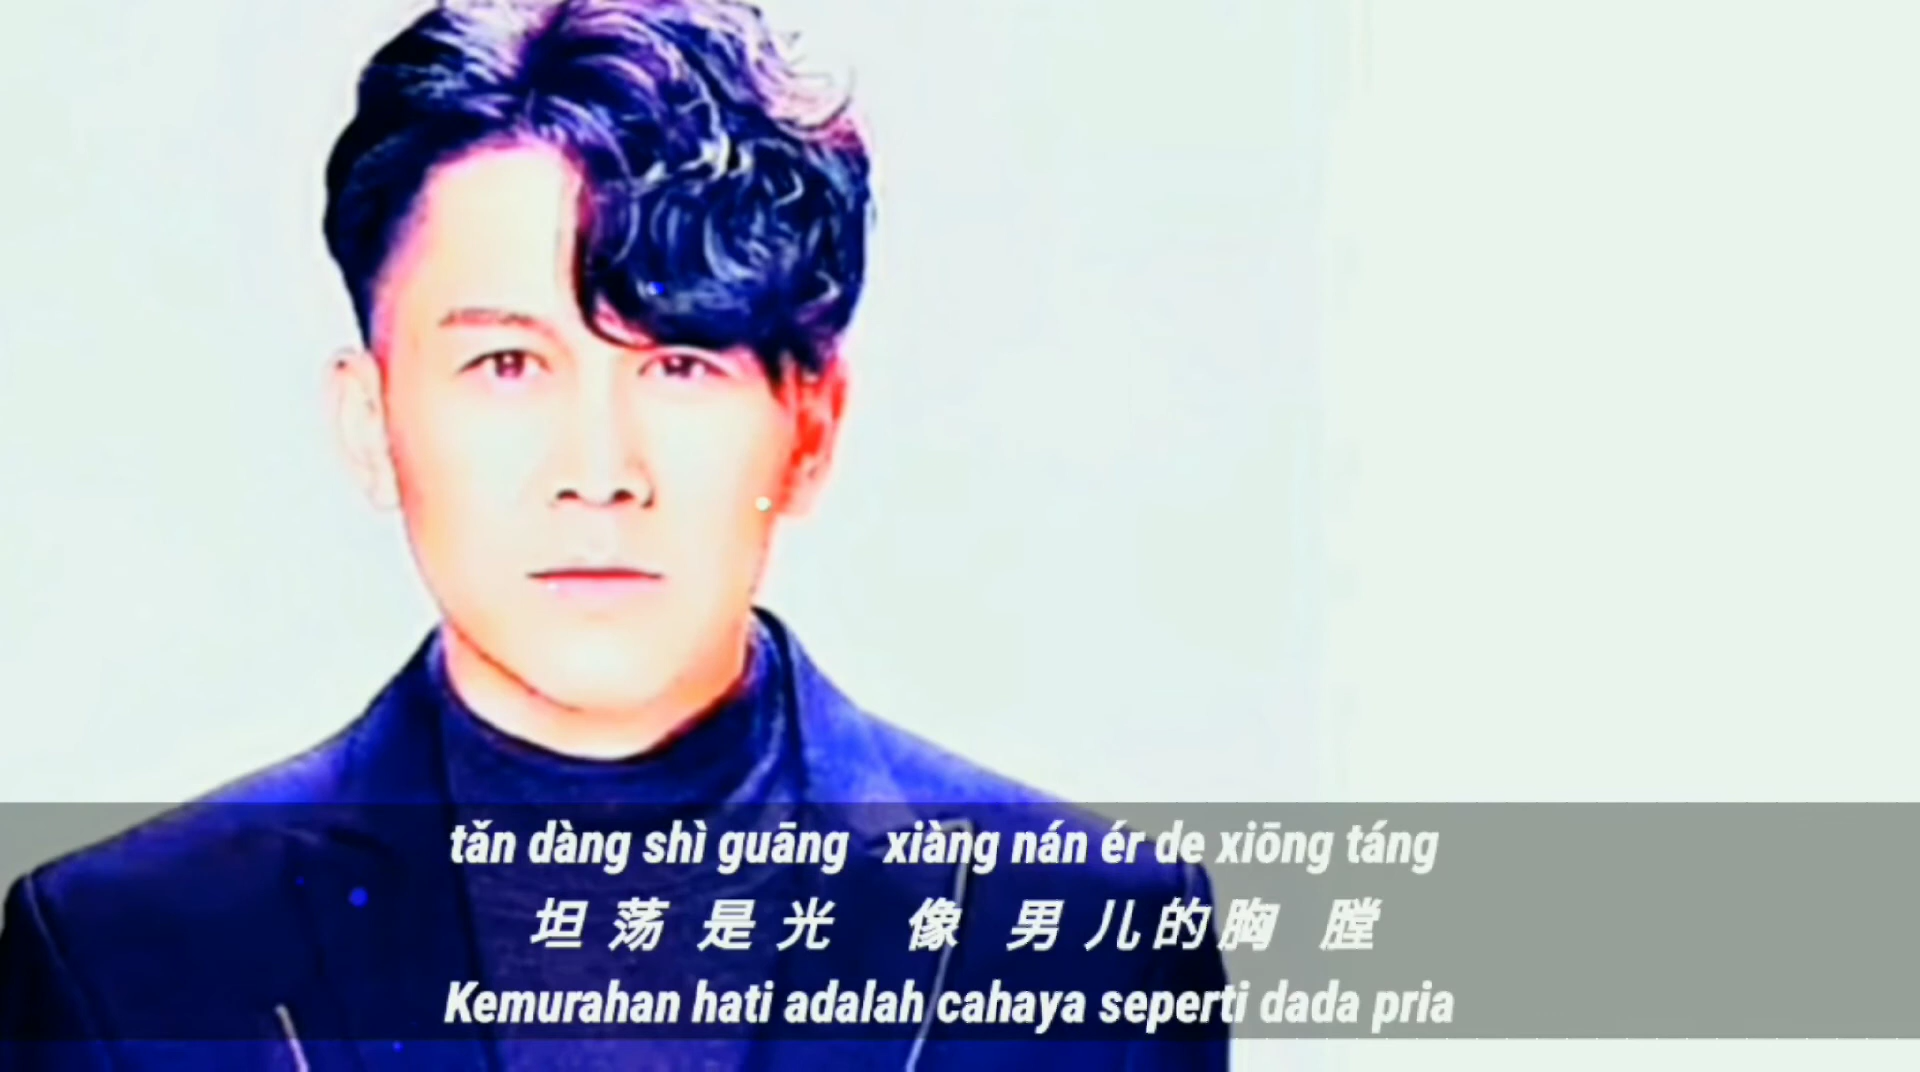 tǎn dàng shì guāng xiàng nán ér de xiōng táng
坦荡是光 像男儿的胸膛
Kemurahan hati adalah cahaya seperti dada pria